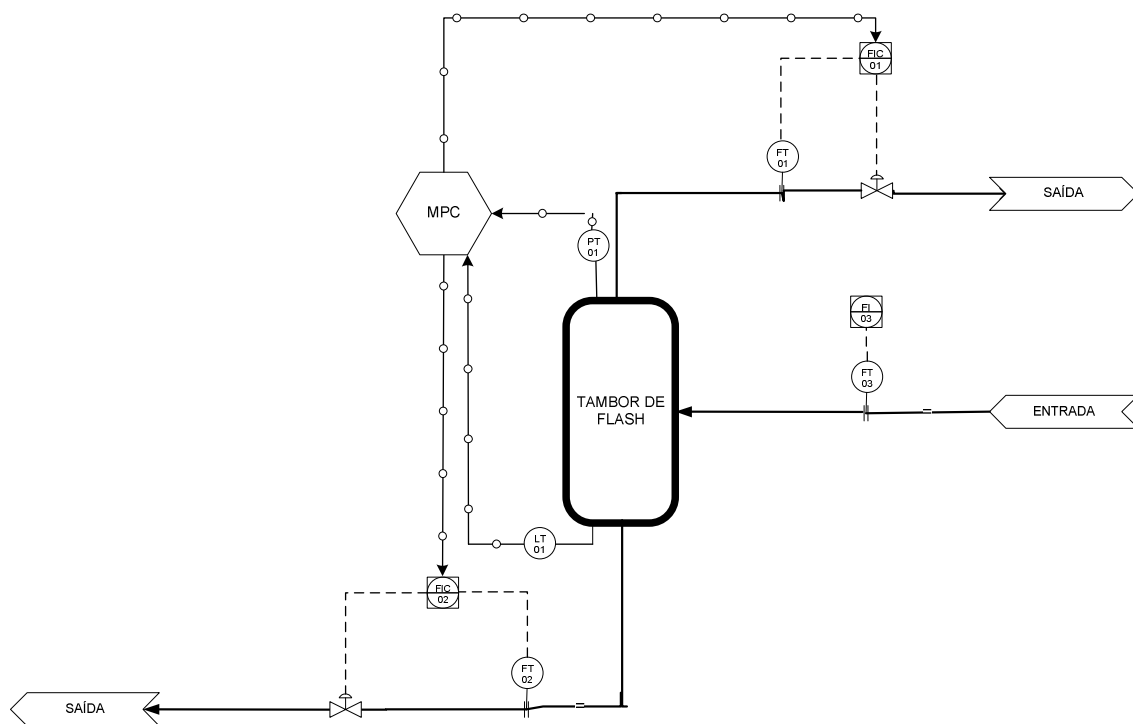 FIC
01
FT
01
MPC
SAÍDA
PT
01
FI
03
FT
03
TAMBOR DE
FLASH
ENTRADA
LT
01
FIC
02
FT
02
SAÍDA